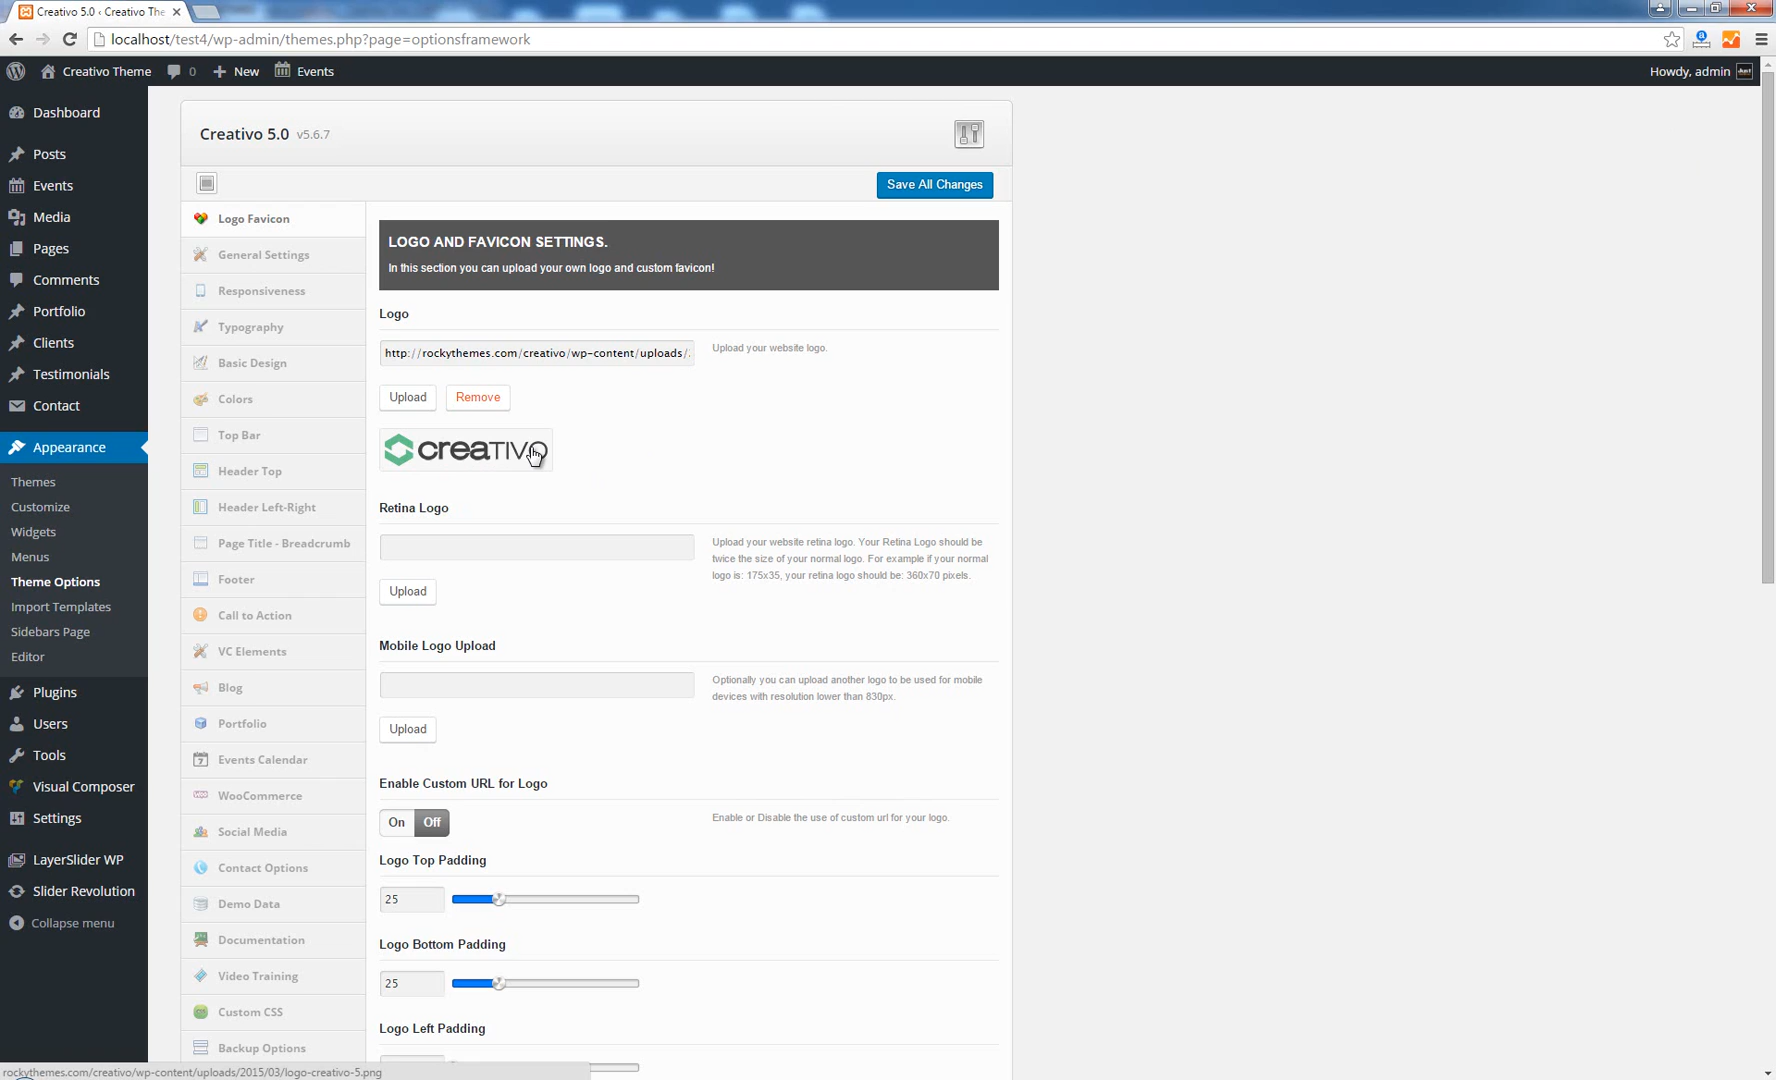 Creativo 5.0 ‹ Creativo The
localhost/test4/wp-admin/themes.php?page=optionsframework
Creativo Theme 0 New Events Howdy, admin
Dashboard
Posts
Events
Media
Pages
Comments
Portfolio
Clients
Testimonials
Contact
Appearance
Themes
Customize
Widgets
Menus
Theme Options
Import Templates
Sidebars Page
Editor
Plugins
Users
Tools
Visual Composer
Settings
LayerSlider WP
Slider Revolution
Collapse menu
Creativo 5.0 v5.6.7
Save All Changes
Logo Favicon
General Settings
Responsiveness
Typography
Basic Design
Colors
Top Bar
Header Top
Header Left-Right
Page Title - Breadcrumb
Footer
Call to Action
VC Elements
Blog
Portfolio
Events Calendar
WooCommerce
Social Media
Contact Options
Demo Data
Documentation
Video Training
Custom CSS
Backup Options
LOGO AND FAVICON SETTINGS.
In this section you can upload your own logo and custom favicon!
Logo
http://rockythemes.com/creativo/wp-content/uploads/
Upload your website logo.
Upload Remove
creativo
Retina Logo
Upload your website retina logo. Your Retina Logo should be
twice the size of your normal logo. For example if your normal
logo is: 175x35, your retina logo should be: 360x70 pixels.
Upload
Mobile Logo Upload
Optionally you can upload another logo to be used for mobile
devices with resolution lower than 830px.
Upload
Enable Custom URL for Logo
On Off
Enable or Disable the use of custom url for your logo.
Logo Top Padding
25
Logo Bottom Padding
25
Logo Left Padding
rockythemes.com/creativo/wp-content/uploads/2015/03/logo-creativo-5.png